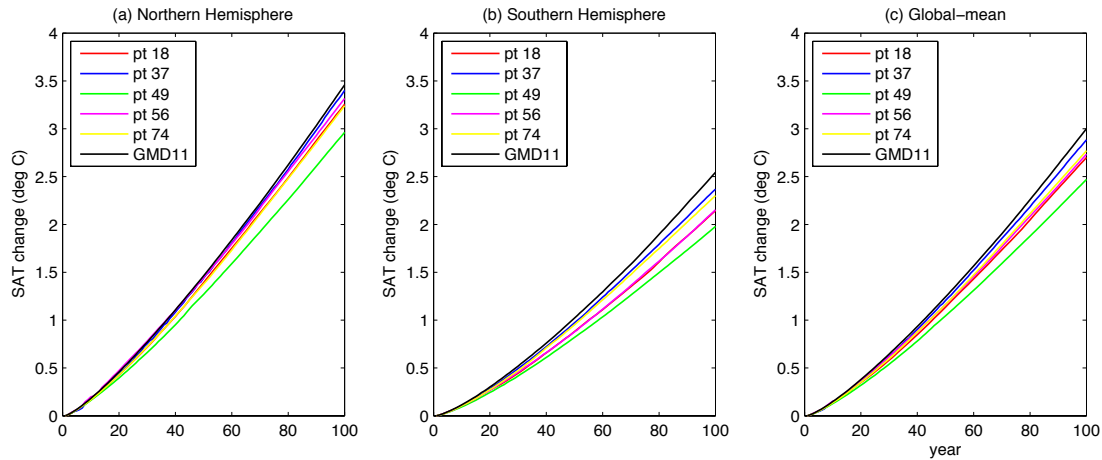 (a) Northern Hemisphere
SAT change (deg C)
4
3.5
3
2.5
2
1.5
1
0.5
0
0 20 40 60 80 100
pt 18
pt 37
pt 49
pt 56
pt 74
GMD11
(b) Southern Hemisphere
SAT change (deg C)
4
3.5
3
2.5
2
1.5
1
0.5
0
0 20 40 60 80 100
pt 18
pt 37
pt 49
pt 56
pt 74
GMD11
(c) Global−mean
SAT change (deg C)
4
3.5
3
2.5
2
1.5
1
0.5
0
0 20 40 60 80 100
year
pt 18
pt 37
pt 49
pt 56
pt 74
GMD11